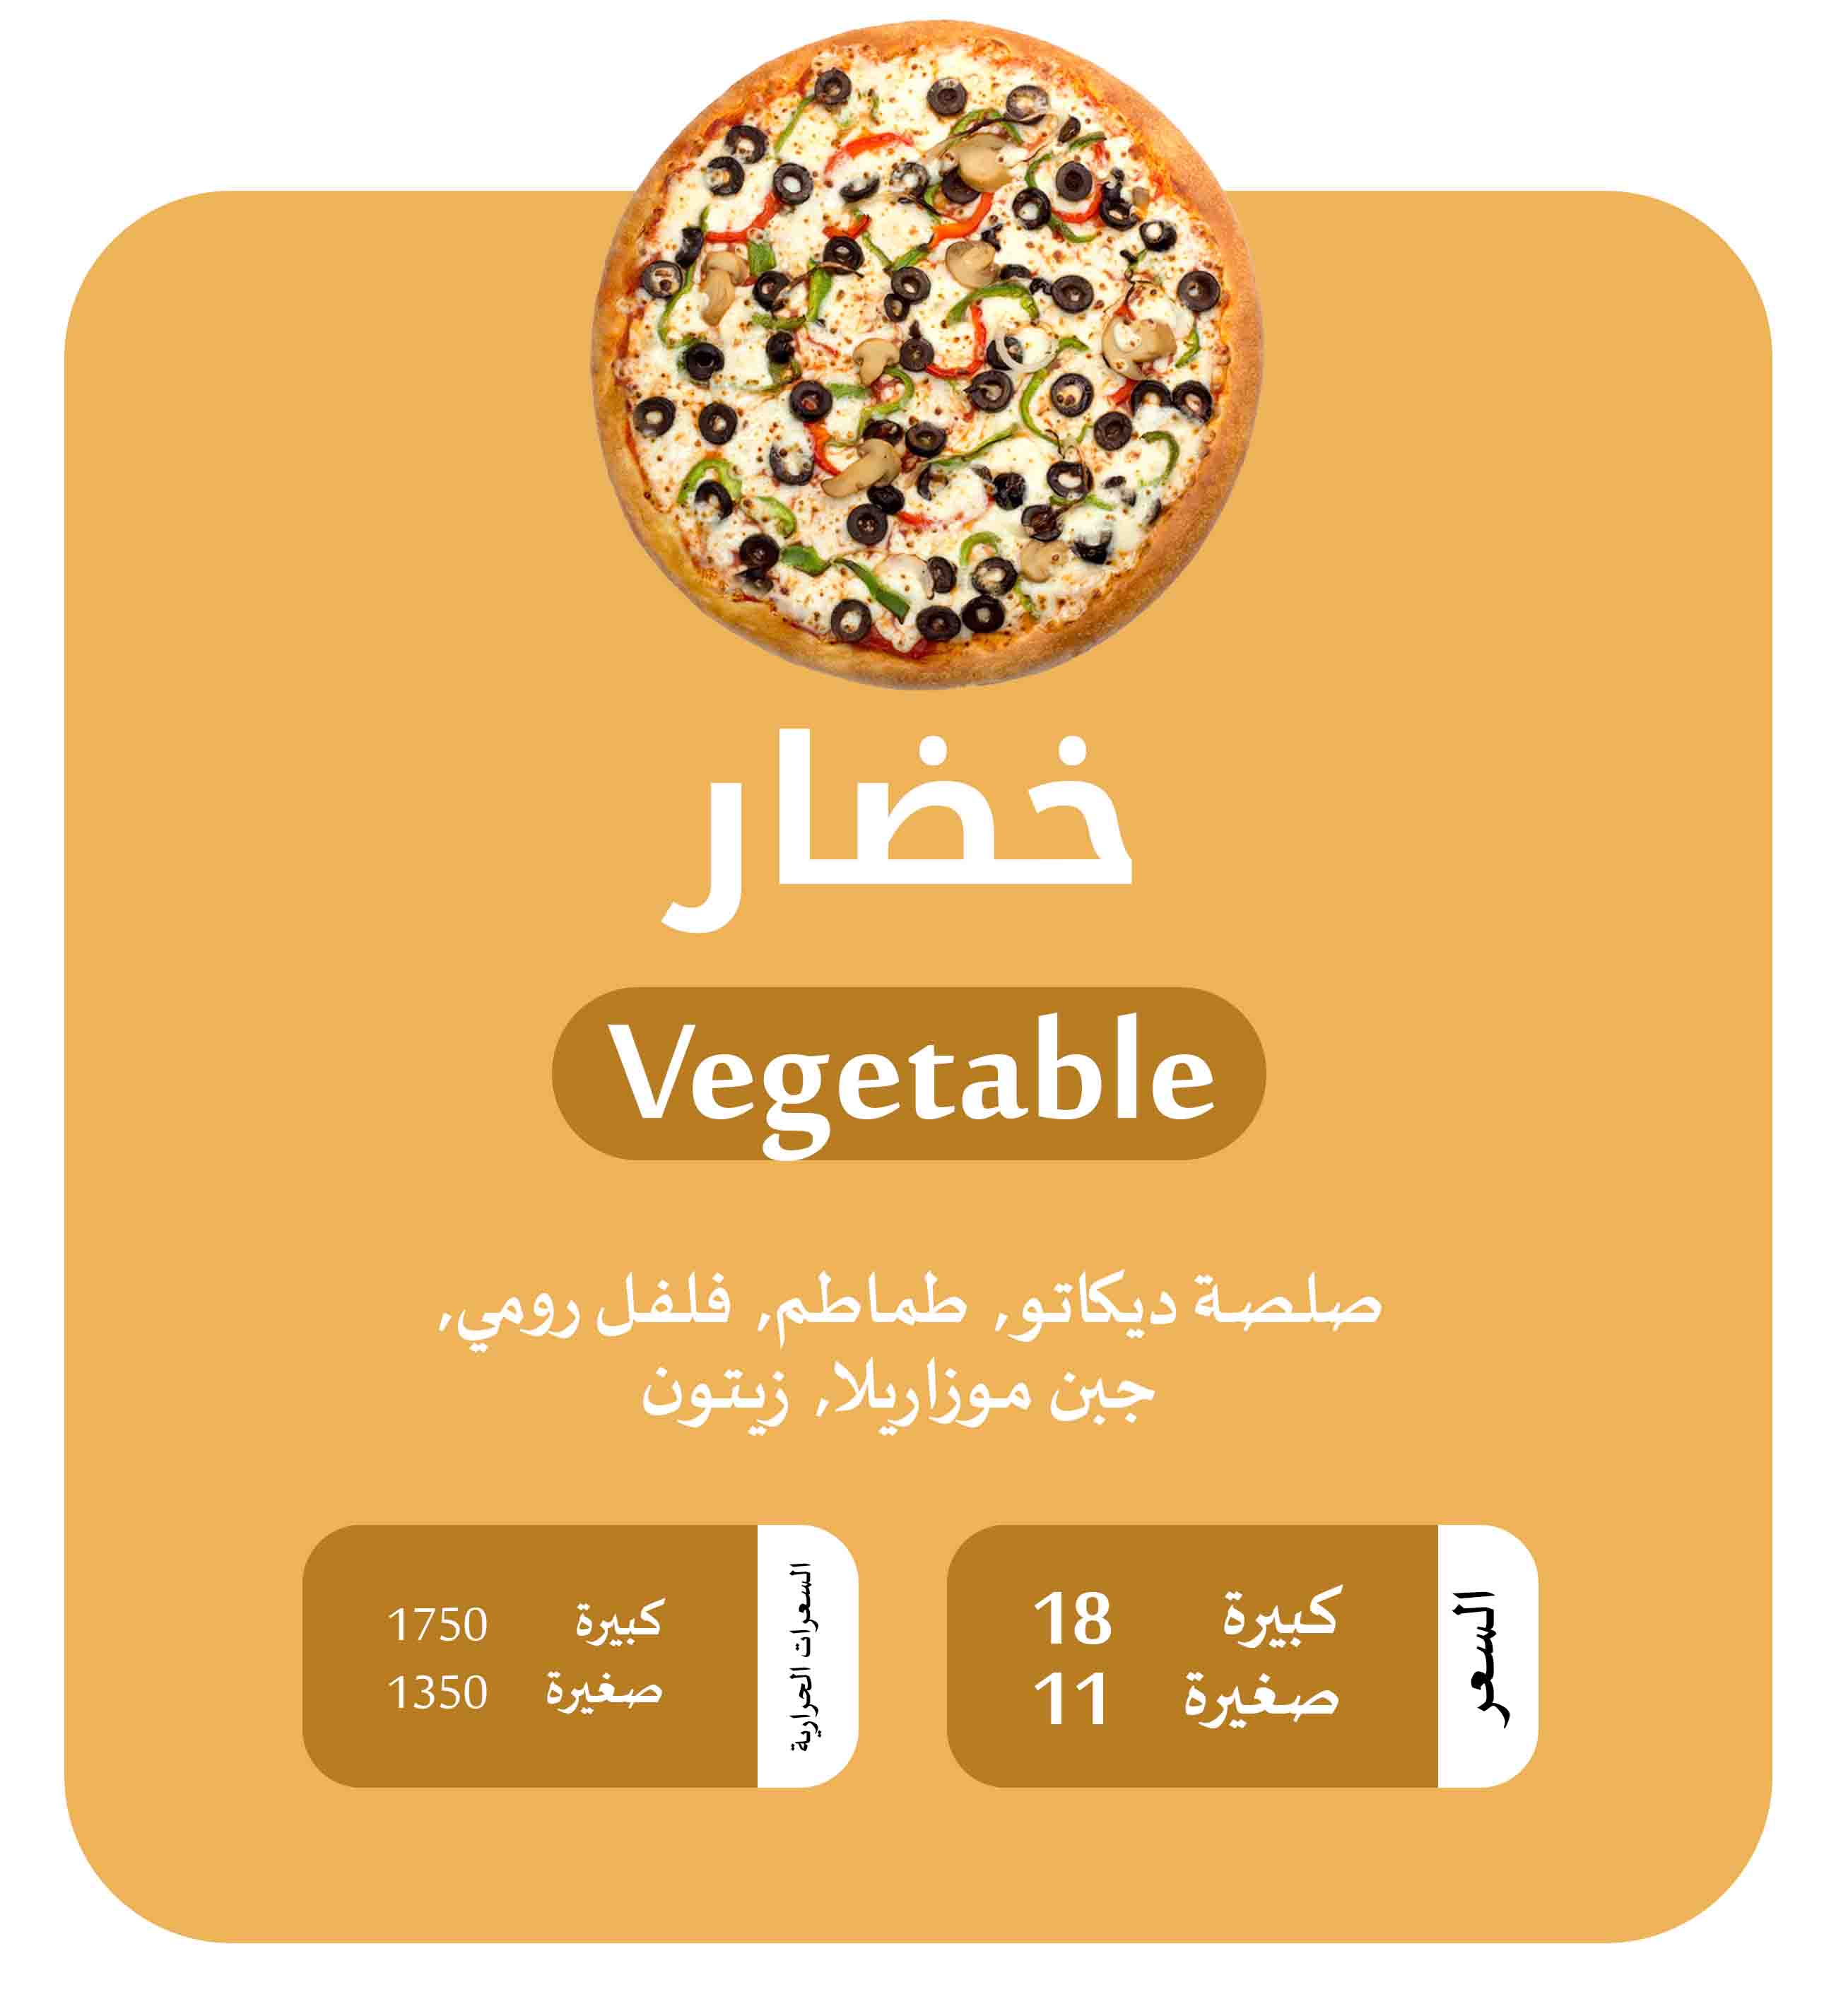 خضار
Vegetable
صلصة ديكاتو, طماطم, فلفل رومي,
جبن موزاريلا, زيتون
السعر
كبيرة 18
صغيرة 11
السعرات الحرارية
كبيرة 1750
صغيرة 1350